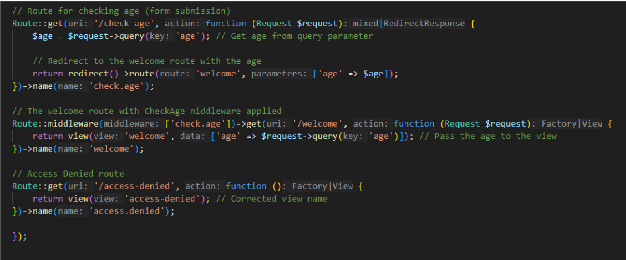 // Route for checking age (form submission)
Route::get(uri: '/check age', action: function (Request $request): mixed|RedirectResponse {
    $age = $request->query(key: 'age'); // Get age from query parameter
    // Redirect to the welcome route with the age
    return redirect()->route(route: 'welcome', parameters: ['age' => $age]);
})->name(name: 'check.age');
// The welcome route with CheckAge middleware applied
Route::middleware(middleware: ['check.age'])->get(uri: '/welcome', action: function (Request $request): Factory|View {
    return view(view: 'welcome', data: ['age' => $request->query(key: 'age')]); // Pass the age to the view
})->name(name: 'welcome');
// Access Denied route
Route::get(uri: '/access-denied', action: function (): Factory|View {
    return view(view: 'access-denied'); // Corrected view name
})->name(name: 'access.denied');
});